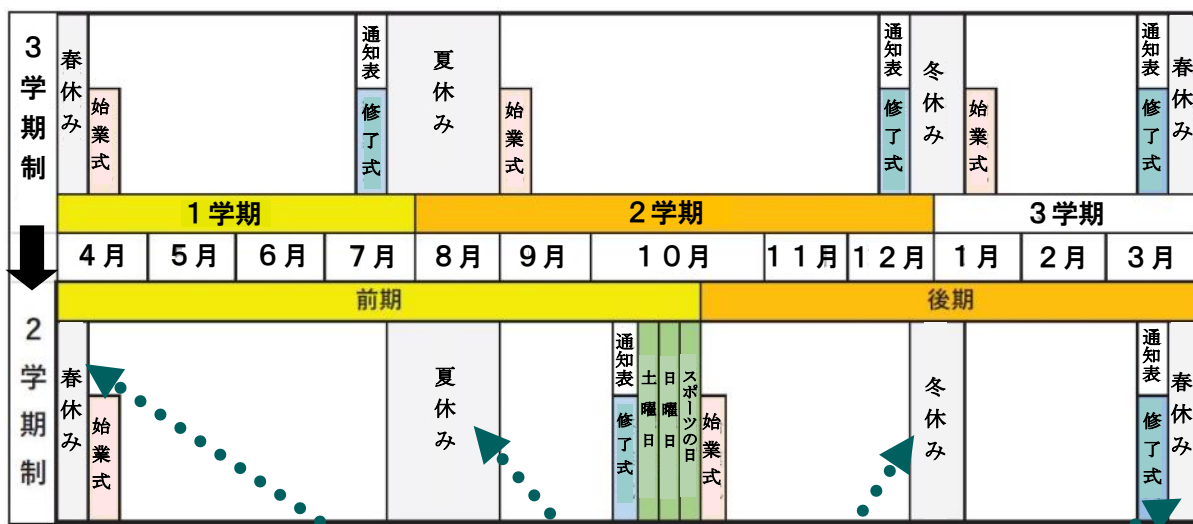 3学期制
春休み
始業式
通知表
修了式
夏休み
始業式
通知表
修了式
冬休み
始業式
通知表
修了式
春休み
1学期
2学期
3学期
4月
5月
6月
7月
8月
9月
10月
11月
12月
1月
2月
3月
前期
後期
2学期制
春休み
始業式
夏休み
通知表
修了式
土曜日
日曜日
スポーツの日
始業式
冬休み
通知表
修了式
春休み